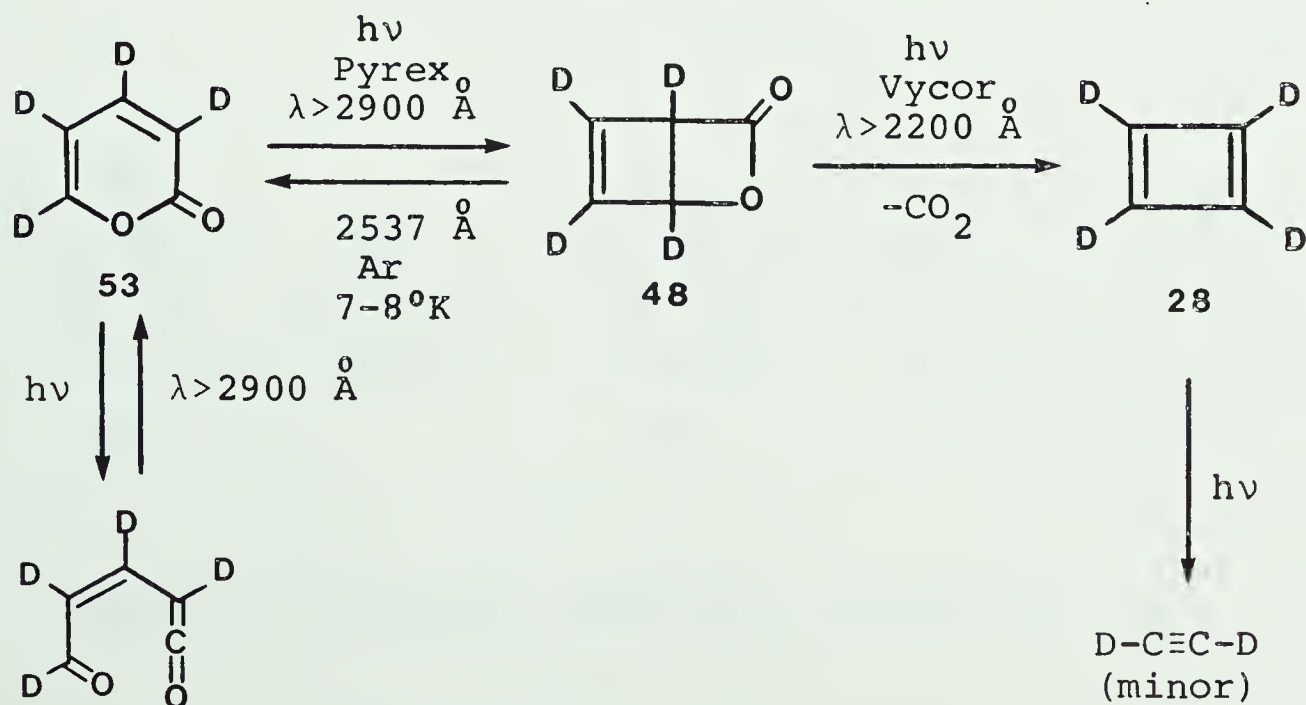 hν
Pyrex
λ>2900 Å
2537 Å
Ar
7-8°K
hν
Vycor
λ>2200 Å
-CO2
D
D
D
D
O
O
53
D
D
D
D
O
O
48
D
D
D
D
28
hν
λ>2900 Å
hν
D
D
D
D
O
C
O
D-C≡C-D
(minor)